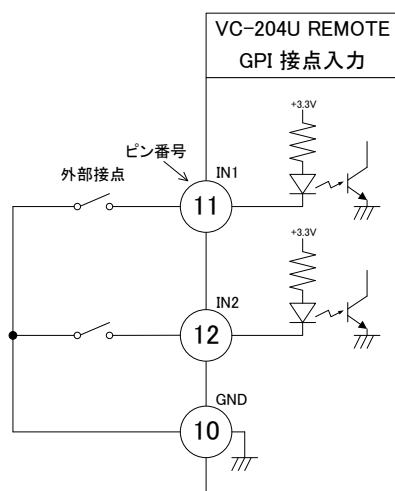 VC-204U REMOTE
GPI 接点入力
+3.3V
ピン番号
IN1
外部接点
11
+3.3V
IN2
12
GND
10